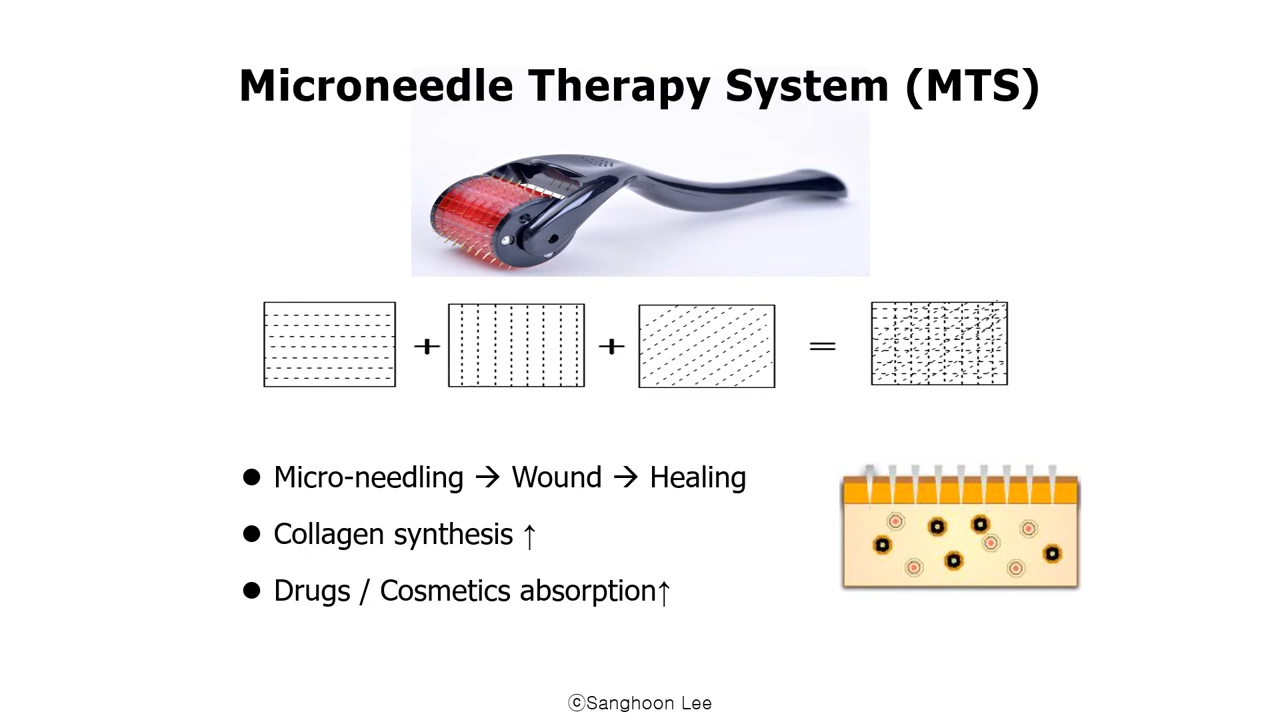 Microneedle Therapy System (MTS)
+ + =
● Micro-needling → Wound → Healing
● Collagen synthesis ↑
● Drugs / Cosmetics absorption↑
ⓒSanghoon Lee